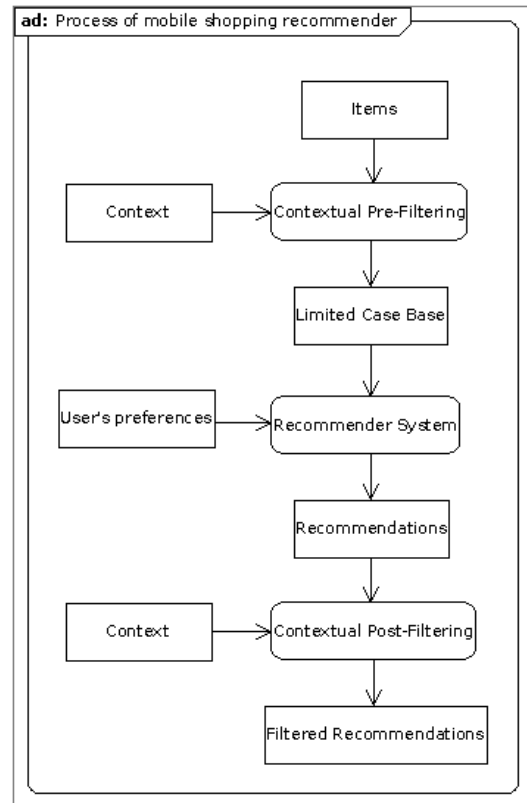 ad: Process of mobile shopping recommender
Items
Context
Contextual Pre-Filtering
Limited Case Base
User's preferences
Recommender System
Recommendations
Context
Contextual Post-Filtering
Filtered Recommendations